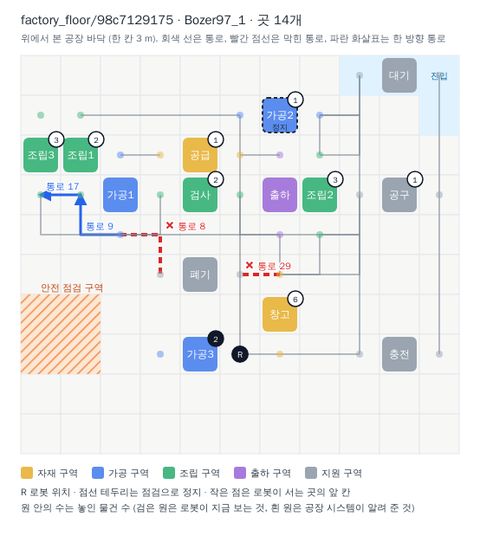 factory_floor/98c7129175 · Bozer97_1 · 곳 14개
위에서 본 공장 바닥 (한 칸 3 m). 회색 선은 통로, 빨간 점선은 막힌 통로, 파란 화살표는 한 방향 통로
대기
1
가공2
정지
3
조립3
2
조립1
1
공급
통로 17
가공1
2
검사
출하
3
조립2
1
공구
통로 9
× 통로 8
폐기
× 통로 29
안전 점검 구역
6
창고
2
가공3
R
충전
자재 구역
가공 구역
조립 구역
출하 구역
지원 구역
R 로봇 위치 · 점선 테두리는 점검으로 정지 · 작은 점은 로봇이 서는 곳의 앞 칸
원 안의 수는 놓인 물건 수 (검은 원은 로봇이 지금 보는 것, 흰 원은 공장 시스템이 알려 준 것)